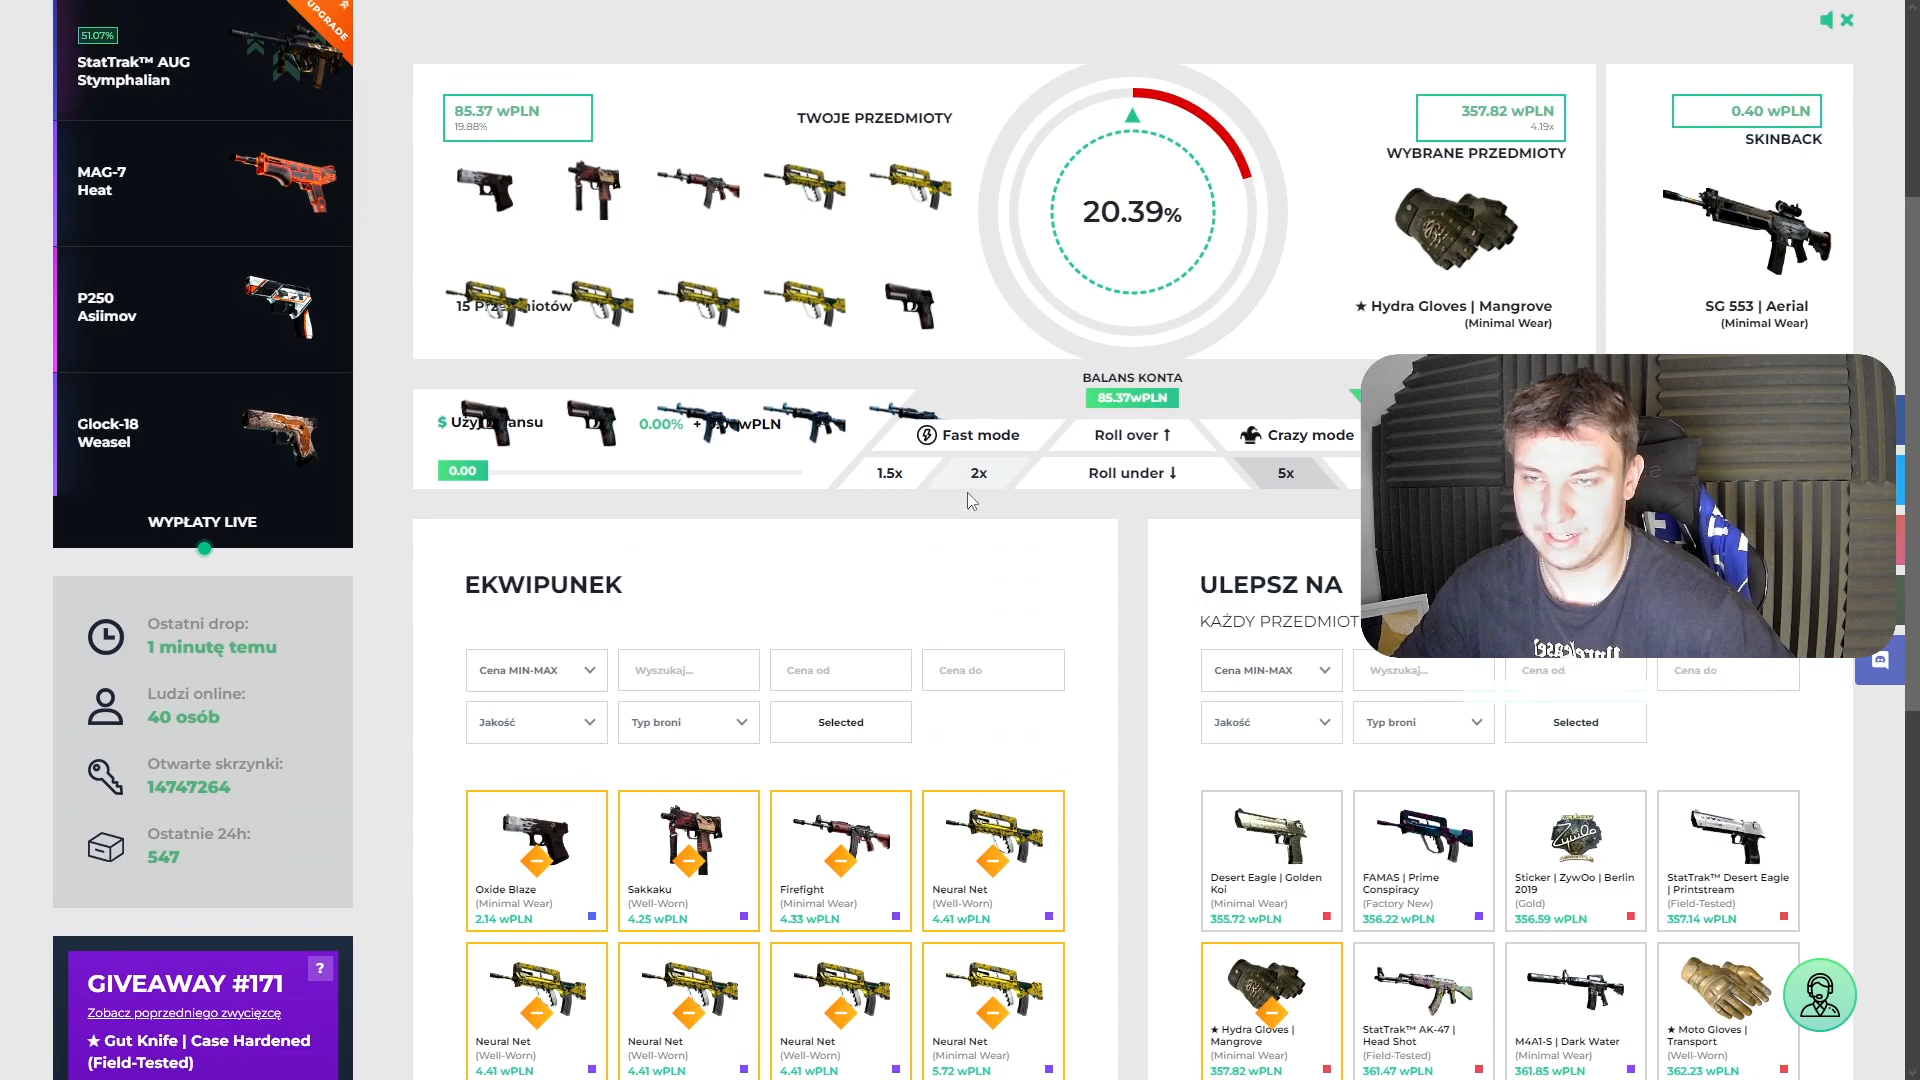 51.07%
UPGRADE
StatTrak™ AUG
Stymphalian
MAG-7
Heat
P250
Asiimov
Glock-18
Weasel
WYPŁATY LIVE
Ostatni drop:
1 minutę temu
Ludzi online:
40 osób
Otwarte skrzynki:
14747264
Ostatnie 24h:
547
GIVEAWAY #171
?
Zobacz poprzedniego zwycięzcę
★ Gut Knife | Case Hardened
(Field-Tested)
85.37 wPLN
19.88%
TWOJE PRZEDMIOTY
15 Przedmiotów
20.39%
357.82 wPLN
4.19x
WYBRANE PRZEDMIOTY
★ Hydra Gloves | Mangrove
(Minimal Wear)
0.40 wPLN
SKINBACK
SG 553 | Aerial
(Minimal Wear)
BALANS KONTA
85.37wPLN
$ Użyj balansu
0.00% + wPLN
0.00
Fast mode
Roll over ↑
Crazy mode
1.5x
2x
Roll under ↓
5x
EKWIPUNEK
Cena MIN-MAX
Wyszukaj...
Cena od
Cena do
Jakość
Typ broni
Selected
Oxide Blaze
(Minimal Wear)
2.14 wPLN
Sakkaku
(Well-Worn)
4.25 wPLN
Firefight
(Minimal Wear)
4.33 wPLN
Neural Net
(Well-Worn)
4.41 wPLN
Neural Net
(Well-Worn)
4.41 wPLN
Neural Net
(Well-Worn)
4.41 wPLN
Neural Net
(Well-Worn)
4.41 wPLN
Neural Net
(Minimal Wear)
5.72 wPLN
ULEPSZ NA
KAŻDY PRZEDMIOT
Cena MIN-MAX
Wyszukaj...
Cena od
Cena do
Jakość
Typ broni
Selected
Desert Eagle | Golden
Koi
(Minimal Wear)
355.72 wPLN
FAMAS | Prime
Conspiracy
(Factory New)
356.22 wPLN
Sticker | ZywOo | Berlin
2019
(Gold)
356.59 wPLN
StatTrak™ Desert Eagle
| Printstream
(Field-Tested)
357.14 wPLN
★ Hydra Gloves |
Mangrove
(Minimal Wear)
357.82 wPLN
StatTrak™ AK-47 |
Head Shot
(Field-Tested)
361.47 wPLN
M4A1-S | Dark Water
(Minimal Wear)
361.85 wPLN
★ Moto Gloves |
Transport
(Well-Worn)
362.23 wPLN